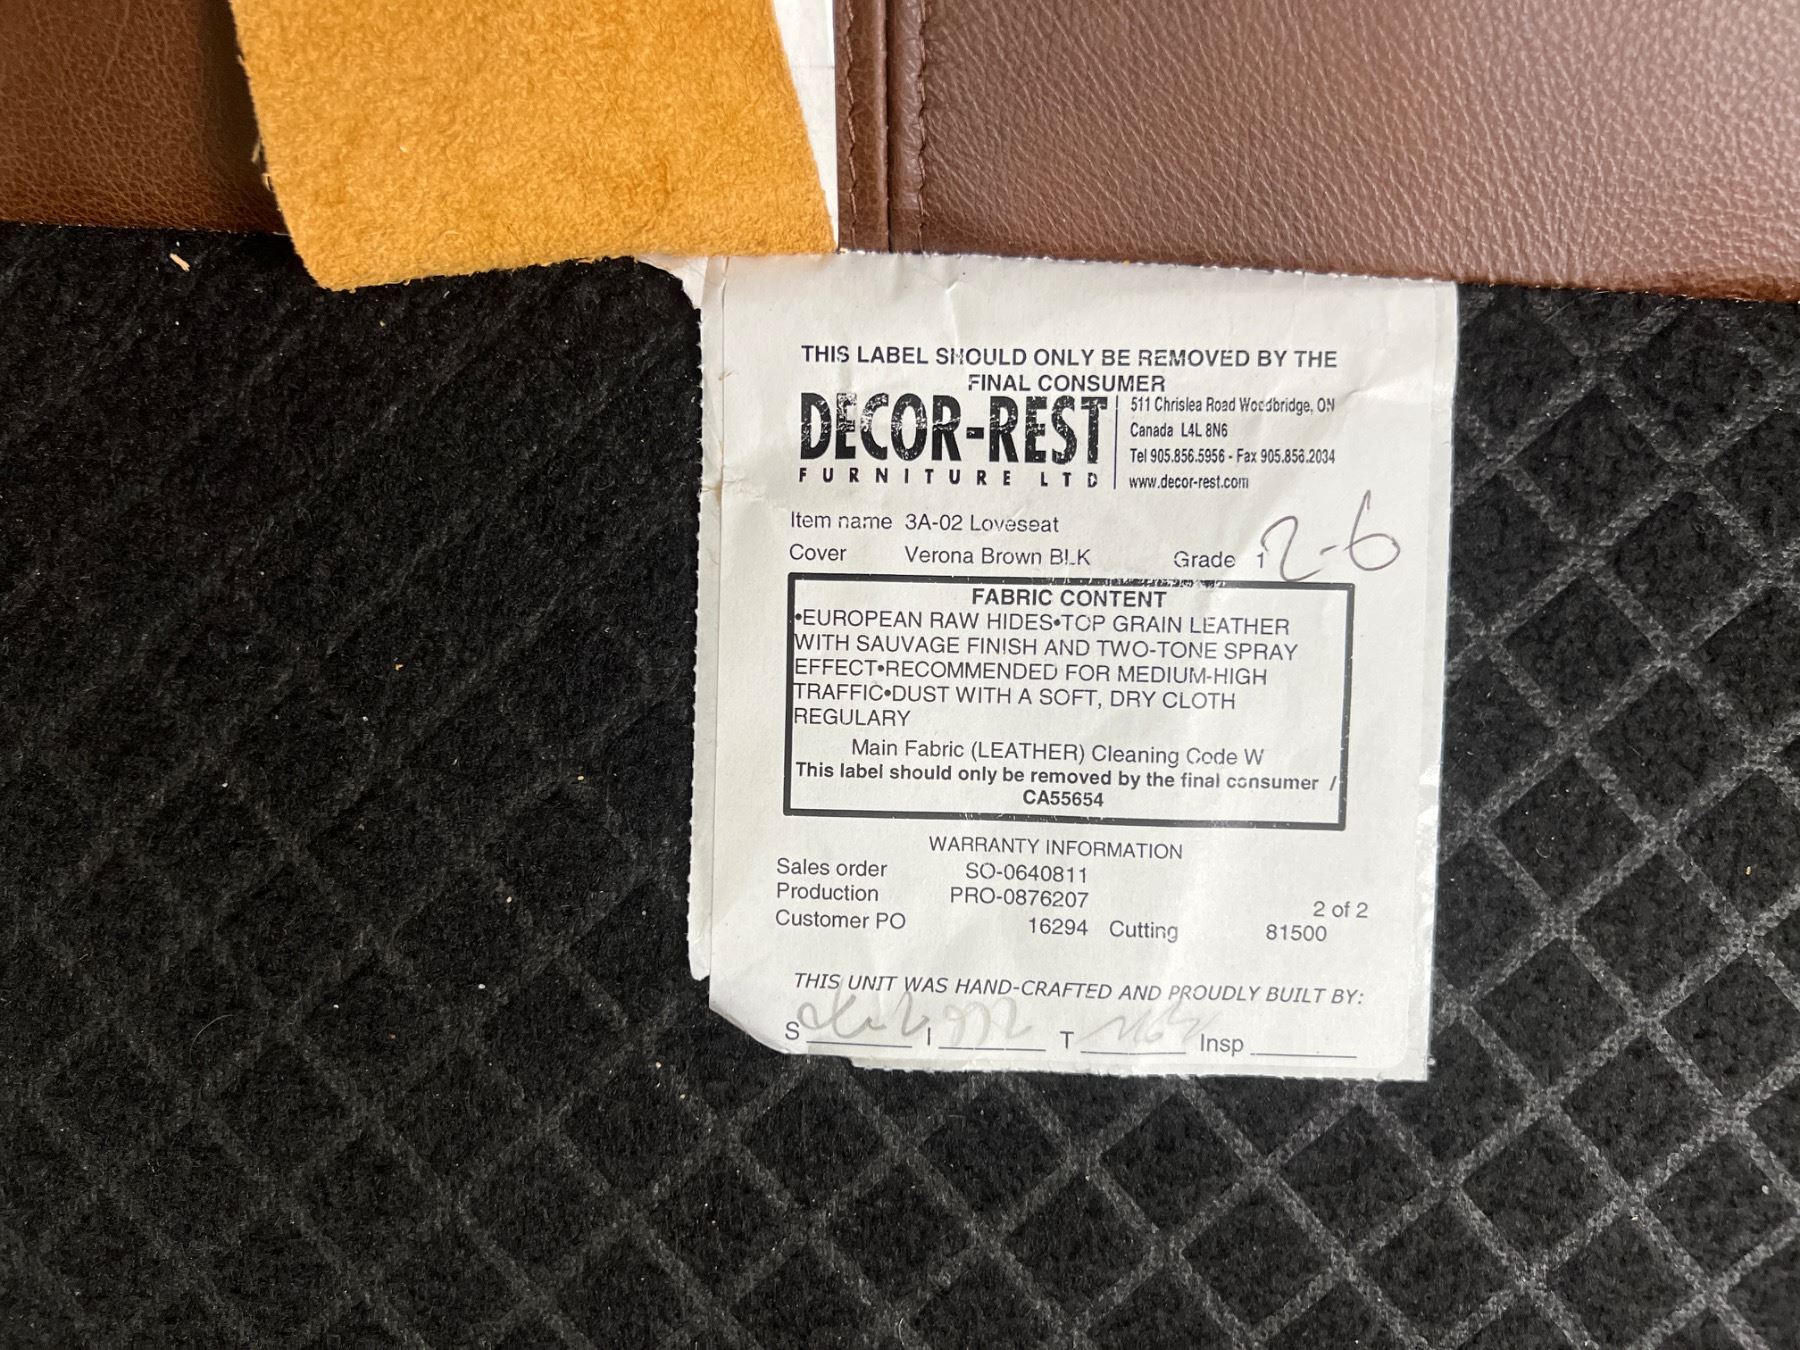 THIS LABEL SHOULD ONLY BE REMOVED BY THE
FINAL CONSUMER
DECOR-REST
FURNITURE LTD
511 Chrislea Road Woodbridge, ON
Canada L4L 8N6
Tel 905.856.5956 - Fax 905.856.2034
www.decor-rest.com
Item name 3A-02 Loveseat
Cover Verona Brown BLK Grade 1
2-6
FABRIC CONTENT
•EUROPEAN RAW HIDES•TOP GRAIN LEATHER
WITH SAUVAGE FINISH AND TWO-TONE SPRAY
EFFECT•RECOMMENDED FOR MEDIUM-HIGH
TRAFFIC•DUST WITH A SOFT, DRY CLOTH
REGULARY
Main Fabric (LEATHER) Cleaning Code W
This label should only be removed by the final consumer /
CA55654
WARRANTY INFORMATION
Sales order SO-0640811
Production PRO-0876207 2 of 2
Customer PO 16294 Cutting 81500
THIS UNIT WAS HAND-CRAFTED AND PROUDLY BUILT BY:
S I T Insp